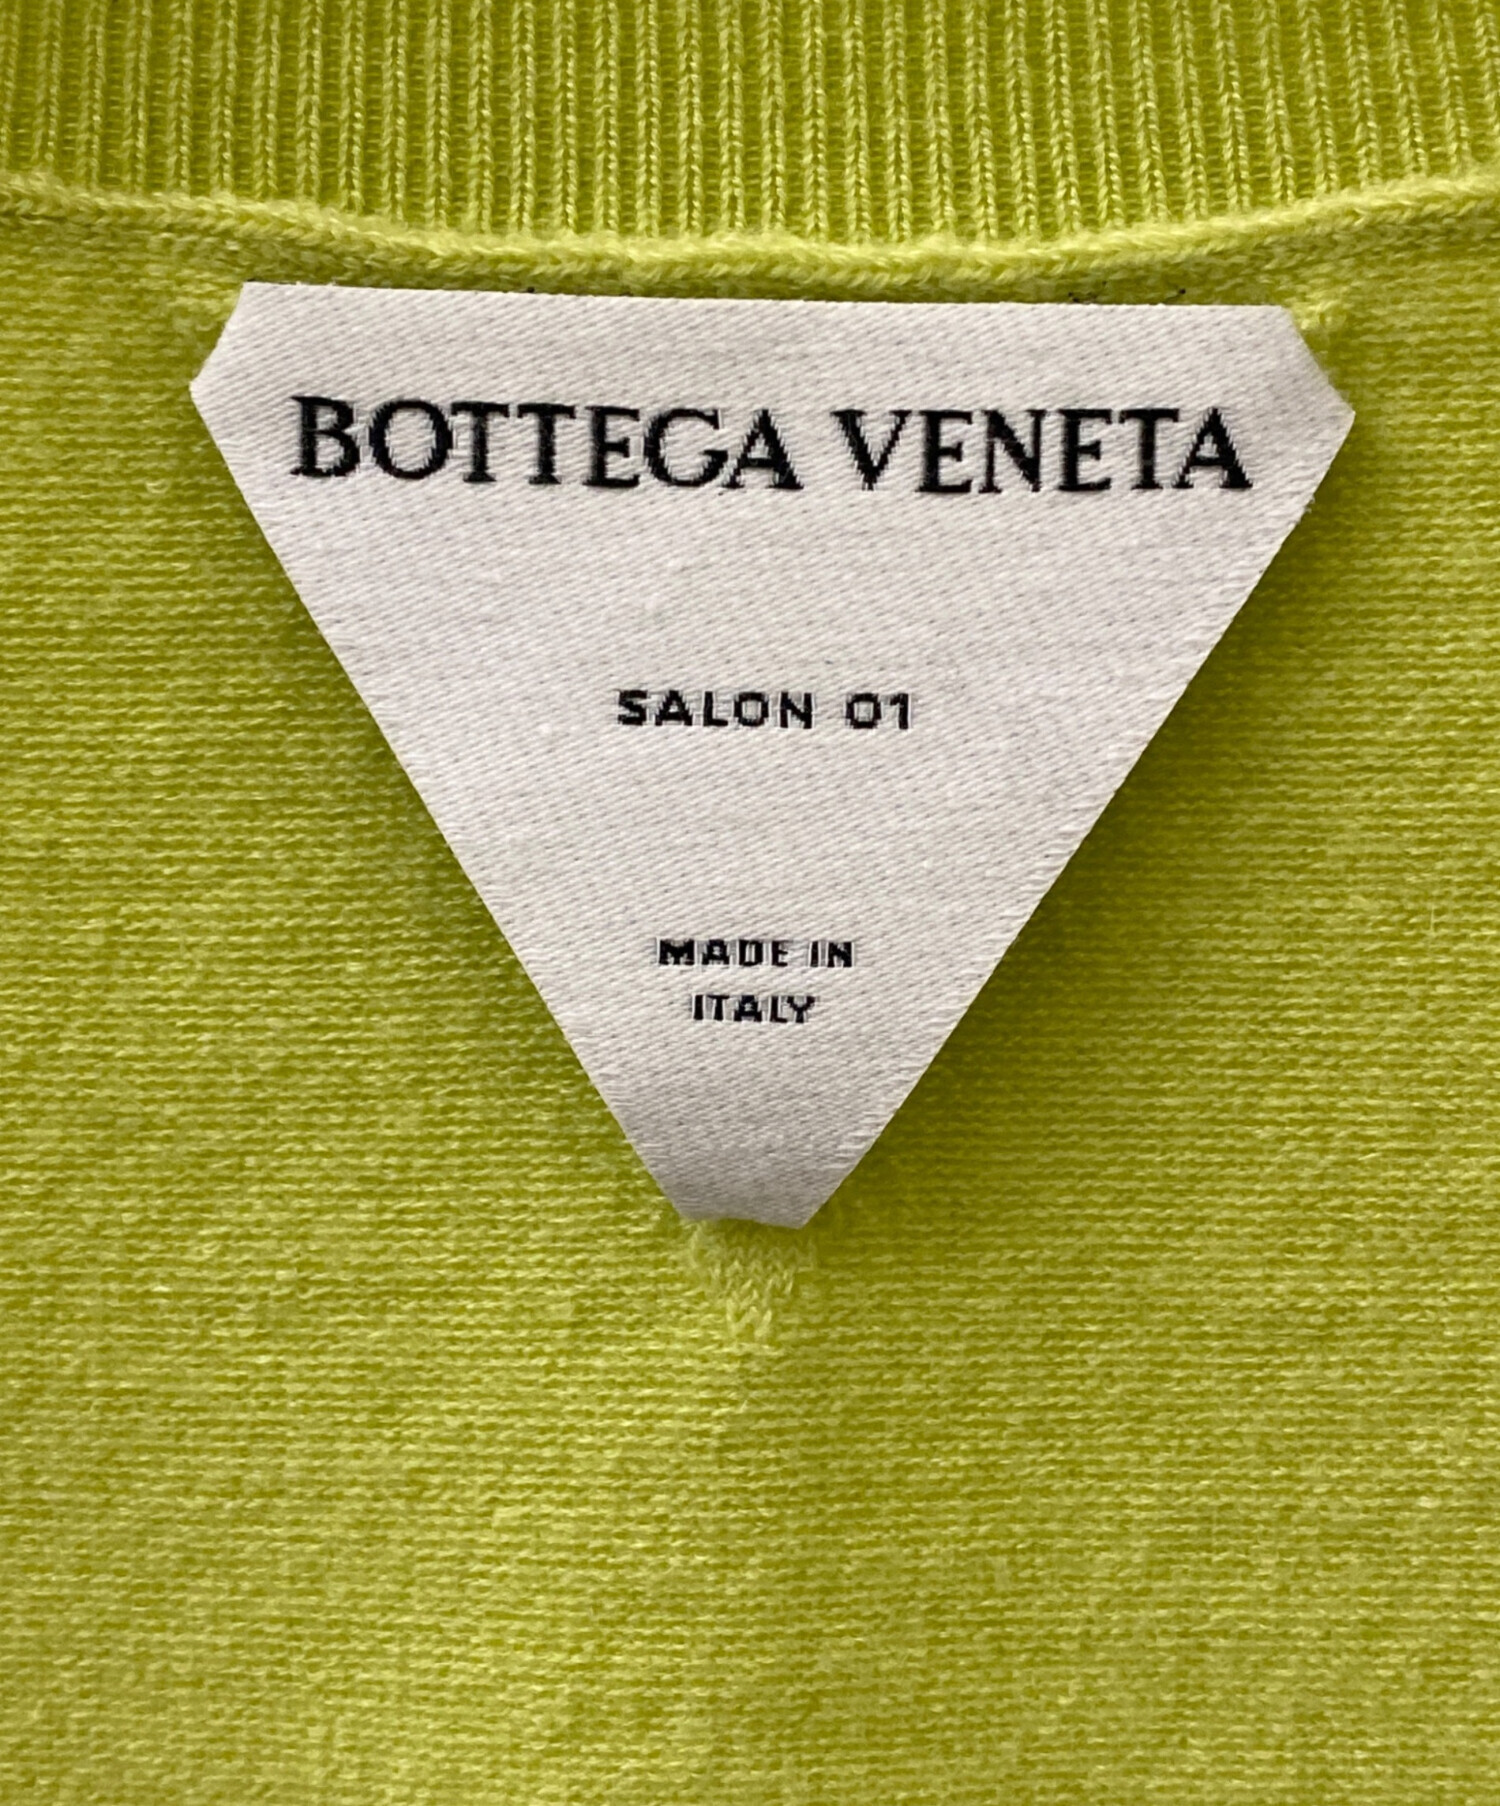 BOTTEGA VENETA
SALON 01
MADE IN
ITALY